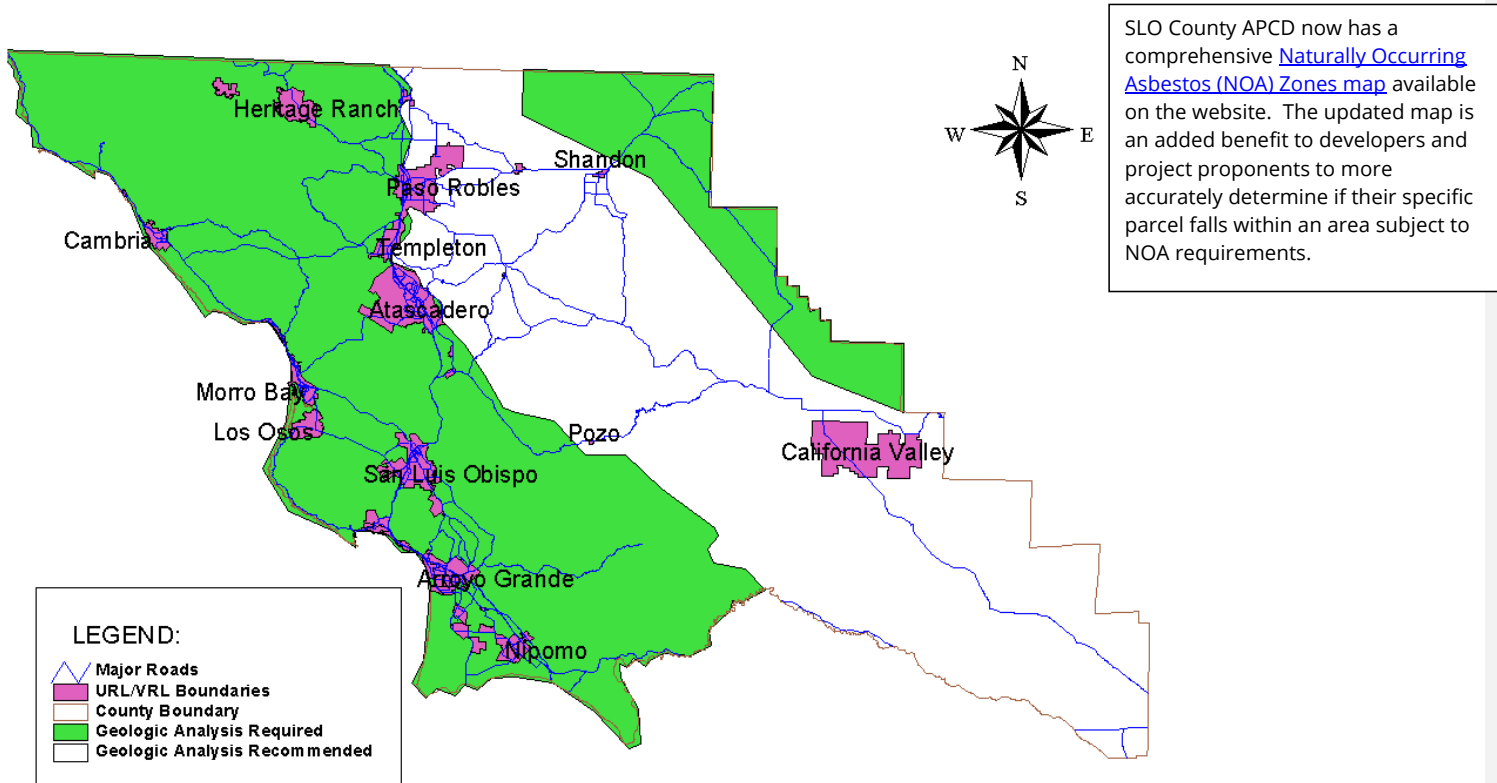 SLO County APCD now has a
comprehensive Naturally Occurring
Asbestos (NOA) Zones map available
on the website.  The updated map is
an added benefit to developers and
project proponents to more
accurately determine if their specific
parcel falls within an area subject to
NOA requirements.
N
W
E
S
Heritage Ranch
Shandon
Paso Robles
Cambria
Templeton
Atascadero
Morro Bay
Los Osos
Pozo
California Valley
San Luis Obispo
Arroyo Grande
Nipomo
LEGEND:
Major Roads
URL/VRL Boundaries
County Boundary
Geologic Analysis Required
Geologic Analysis Recommended